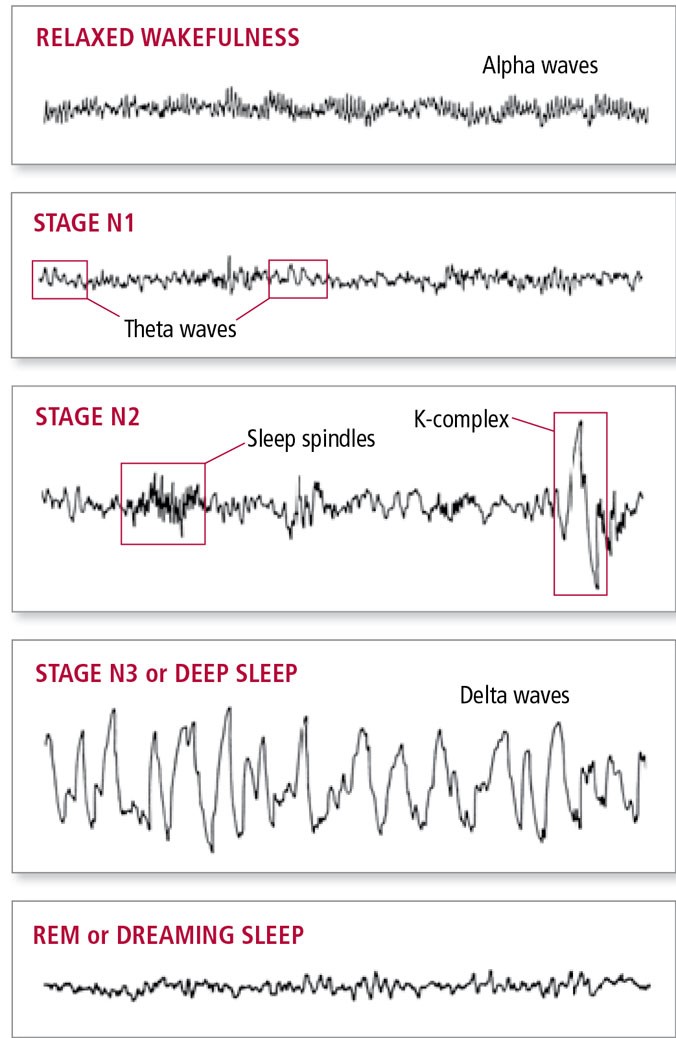 RELAXED WAKEFULNESS
Alpha waves
STAGE N1
Theta waves
STAGE N2
K-complex
Sleep spindles
STAGE N3 or DEEP SLEEP
Delta waves
REM or DREAMING SLEEP